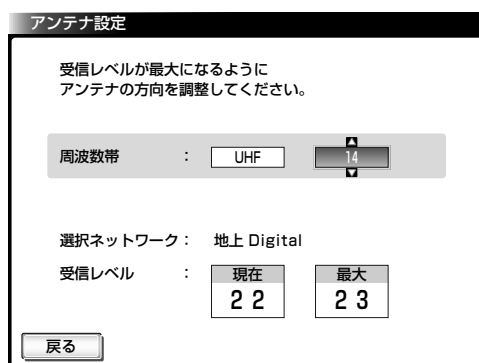 アンテナ設定
受信レベルが最大になるように
アンテナの方向を調整してください。
周波数帯 : UHF 14
選択ネットワーク: 地上 Digital
受信レベル : 現在 最大
22 23
戻る